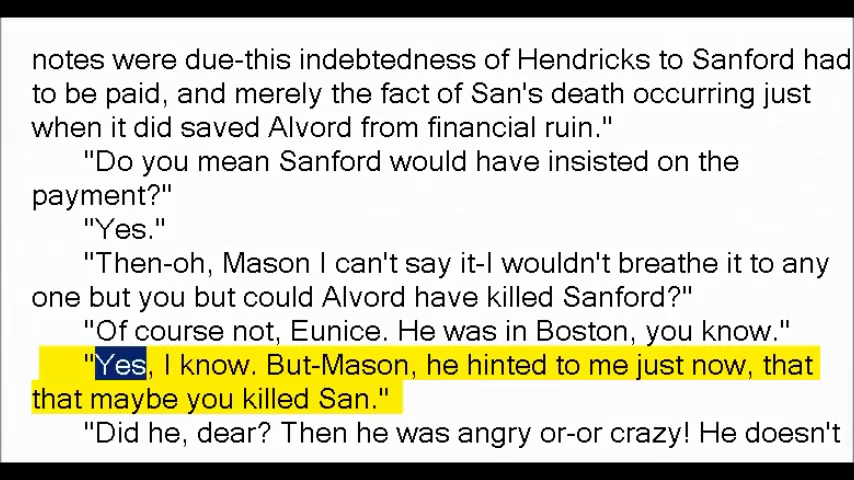 notes were due-this indebtedness of Hendricks to Sanford had
to be paid, and merely the fact of San's death occurring just
when it did saved Alvord from financial ruin."
"Do you mean Sanford would have insisted on the
payment?"
"Yes."
"Then-oh, Mason I can't say it-I wouldn't breathe it to any
one but you but could Alvord have killed Sanford?"
"Of course not, Eunice. He was in Boston, you know."
"Yes, I know. But-Mason, he hinted to me just now, that
that maybe you killed San."
"Did he, dear? Then he was angry or-or crazy! He doesn't